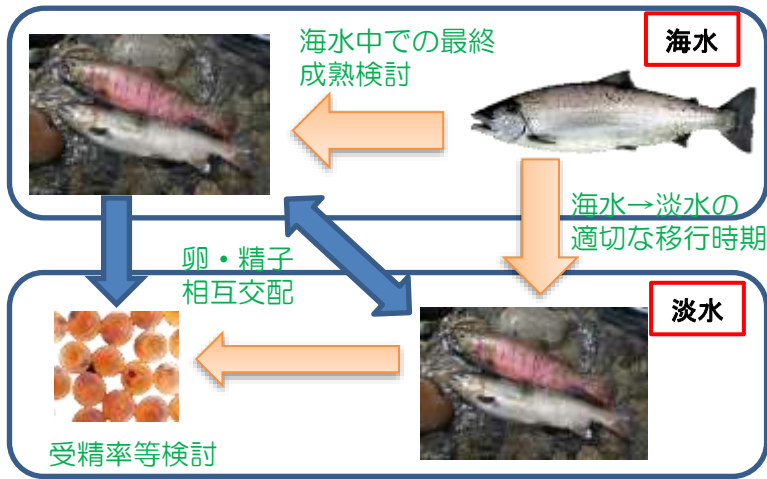 海水中での最終
成熟検討
海水
海水→淡水の
適切な移行時期
卵・精子
相互交配
淡水
受精率等検討